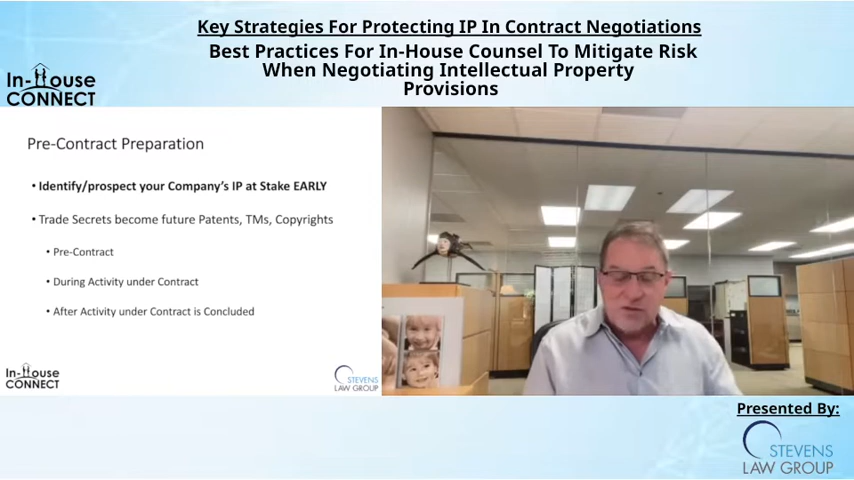 Key Strategies For Protecting IP In Contract Negotiations
Best Practices For In-House Counsel To Mitigate Risk
When Negotiating Intellectual Property
Provisions
In-House
CONNECT
Pre-Contract Preparation
• Identify/prospect your Company's IP at Stake EARLY
• Trade Secrets become future Patents, TMs, Copyrights
• Pre-Contract
• During Activity under Contract
• After Activity under Contract is Concluded
In-House
CONNECT
STEVENS
LAW GROUP
Presented By:
STEVENS
LAW GROUP